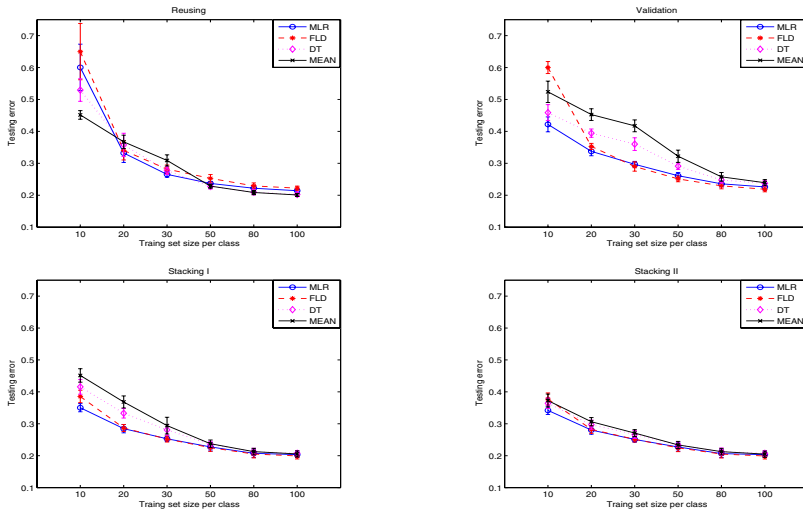 Reusing
0.7
0.6
0.5
0.4
0.3
0.2
0.1
Testing error
10 20 30 50 80 100
Traing set size per class
MLR
FLD
DT
MEAN
Validation
0.7
0.6
0.5
0.4
0.3
0.2
0.1
Testing error
10 20 30 50 80 100
Traing set size per class
MLR
FLD
DT
MEAN
Stacking I
0.7
0.6
0.5
0.4
0.3
0.2
0.1
Testing error
10 20 30 50 80 100
Traing set size per class
MLR
FLD
DT
MEAN
Stacking II
0.7
0.6
0.5
0.4
0.3
0.2
0.1
Testing error
10 20 30 50 80 100
Traing set size per class
MLR
FLD
DT
MEAN